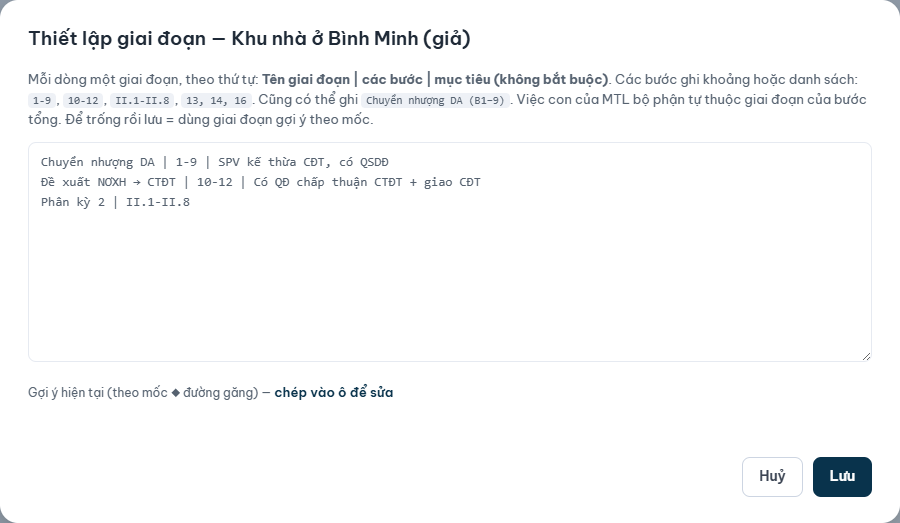 Thiết lập giai đoạn — Khu nhà ở Bình Minh (giả)
Mỗi dòng một giai đoạn, theo thứ tự: Tên giai đoạn | các bước | mục tiêu (không bắt buộc). Các bước ghi khoảng hoặc danh sách:
1-9, 10-12, II.1-II.8, 13, 14, 16. Cũng có thể ghi Chuyển nhượng DA (B1–9). Việc con của MTL bộ phận tự thuộc giai đoạn của bước
tổng. Để trống rồi lưu = dùng giai đoạn gợi ý theo mốc.
Chuyển nhượng DA | 1-9 | SPV kế thừa CĐT, có QSDĐ
Đề xuất NƠXH → CTĐT | 10-12 | Có QĐ chấp thuận CTĐT + giao CĐT
Phân kỳ 2 | II.1-II.8
Gợi ý hiện tại (theo mốc ◆ đường găng) — chép vào ô để sửa
Huỷ Lưu